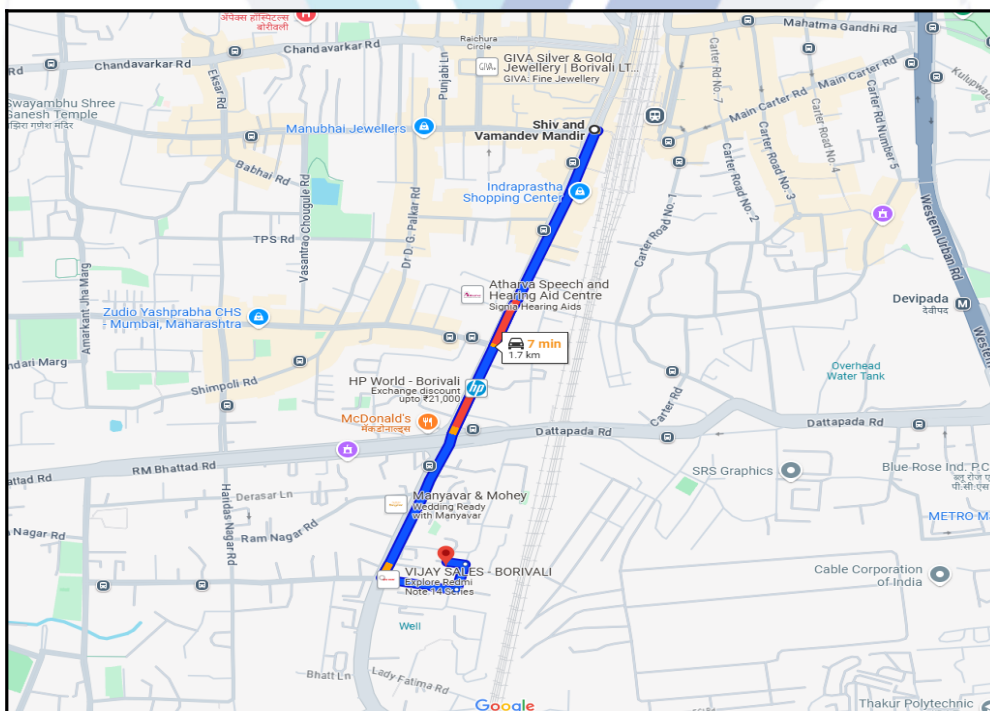 अ‍ॅपेक्स हॉस्पिटल्स
बोरीवली
Chandavarkar Rd
Chandavarkar Rd
Rd
Raichura
Circle
Mahatma Gandhi Rd
GIVA Silver & Gold
Jewellery | Borivali LT...
GIVA: Fine Jewellery
GIVA
Punjabi Ln
Eksar Rd
Carter Rd No. 7
Main Carter Rd
Main Carter Rd
Kulupwad
Swayambhu Shree
Ganesh Temple
Manubhai Jewellers
Shiv and
Vamandev Mandir
Carter Road No. 4
Carter Rd Number 5
Babhai Rd
Indraprastha
Shopping Center
Carter Road No. 3
Carter Road No. 2
Carter Road No. 1
Western Urban Rd
Vasantrao Chougule Rd
Dr D. G. Palkar Rd
TPS Rd
Amarkant Jha Marg
Atharva Speech and
Hearing Aid Centre
Signia Hearing Aids
Devipada
देवीपद
Western
Zudio Yashprabha CHS
- Mumbai, Maharashtra
7 min
1.7 km
ndari Marg
Shimpoli Rd
HP World - Borivali
Exchange discount
upto ₹21,000
hp
Overhead
Water Tank
McDonald's
मॅकडॉनाल्ड्स
Carter Rd
Dattapada Rd
Dattapada Rd
RM Bhattad Rd
attad Rd
SRS Graphics
Blue Rose Ind. P.C
Derasar Ln
Haridas Nagar Rd
Manyavar & Mohey
Wedding Ready
with Manyavar
METRO M
Nagar Rd
Ram Nagar Rd
VIJAY SALES - BORIVALI
Explore Redmi
Note 14 Series
Cable Corporation
of India
Well
Bhatt Ln
Lady Fatima Rd
Google
Thakur Polytechnic